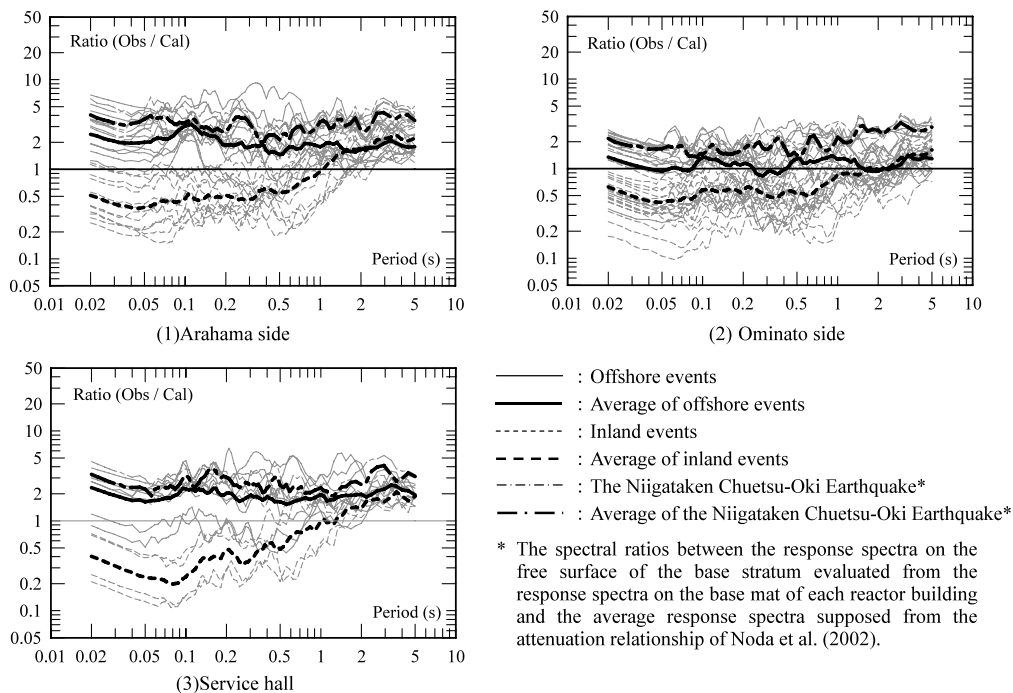 Ratio (Obs / Cal)
50
20
10
5
2
1
0.5
0.2
0.1
0.05
Period (s)
0.01 0.02 0.05 0.1 0.2 0.5 1 2 5 10
(1)Arahama side
Ratio (Obs / Cal)
50
20
10
5
2
1
0.5
0.2
0.1
0.05
Period (s)
0.01 0.02 0.05 0.1 0.2 0.5 1 2 5 10
(2) Ominato side
Ratio (Obs / Cal)
50
20
10
5
2
1
0.5
0.2
0.1
0.05
Period (s)
0.01 0.02 0.05 0.1 0.2 0.5 1 2 5 10
(3)Service hall
: Offshore events
: Average of offshore events
: Inland events
: Average of inland events
: The Niigataken Chuetsu-Oki Earthquake*
: Average of the Niigataken Chuetsu-Oki Earthquake*
* The spectral ratios between the response spectra on the
free surface of the base stratum evaluated from the
response spectra on the base mat of each reactor building
and the average response spectra supposed from the
attenuation relationship of Noda et al. (2002).